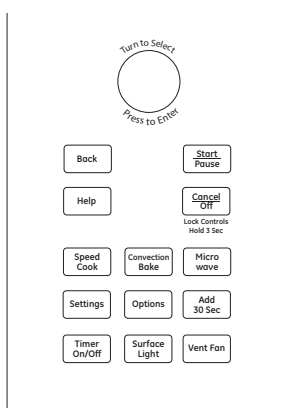 Turn to Select
Press to Enter
Back
Start
Pause
Help
Cancel
Off
Lock Controls
Hold 3 Sec
Speed
Cook
Convection
Bake
Micro
wave
Settings
Options
Add
30 Sec
Timer
On/Off
Surface
Light
Vent Fan